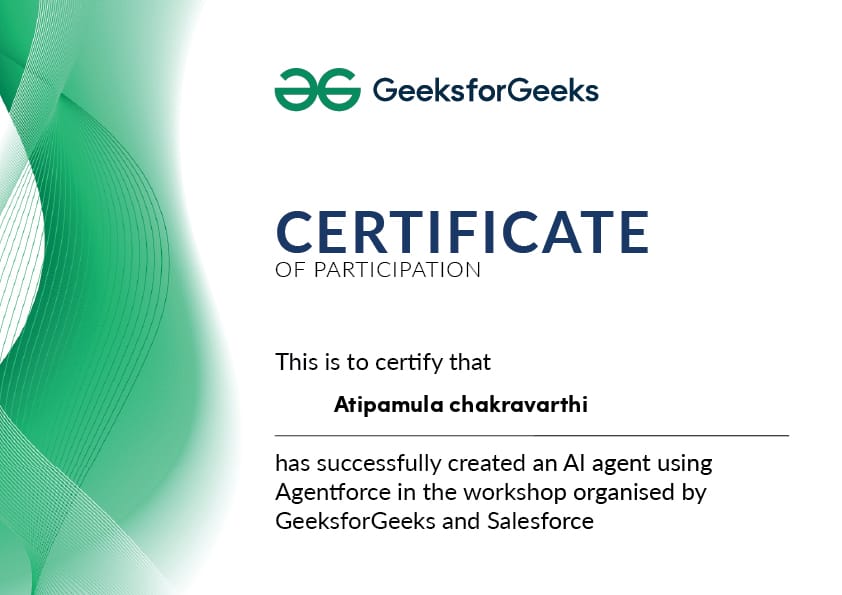 GeeksforGeeks
CERTIFICATE
OF PARTICIPATION
This is to certify that
Atipamula chakravarthi
has successfully created an AI agent using
Agentforce in the workshop organised by
GeeksforGeeks and Salesforce